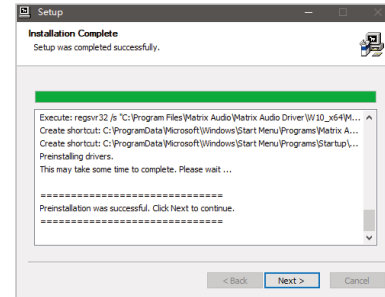 Setup
Installation Complete
Setup was completed successfully.
Execute: regsvr32 /s "C:\Program Files\Matrix Audio\Matrix Audio Driver\W10_x64\M...
Create shortcut: C:\ProgramData\Microsoft\Windows\Start Menu\Programs\Matrix A...
Create shortcut: C:\ProgramData\Microsoft\Windows\Start Menu\Programs\Startup\...
Preinstalling drivers.
This may take some time to complete. Please wait ...
==============================
Preinstallation was successful. Click Next to continue.
==============================
< Back Next > Cancel